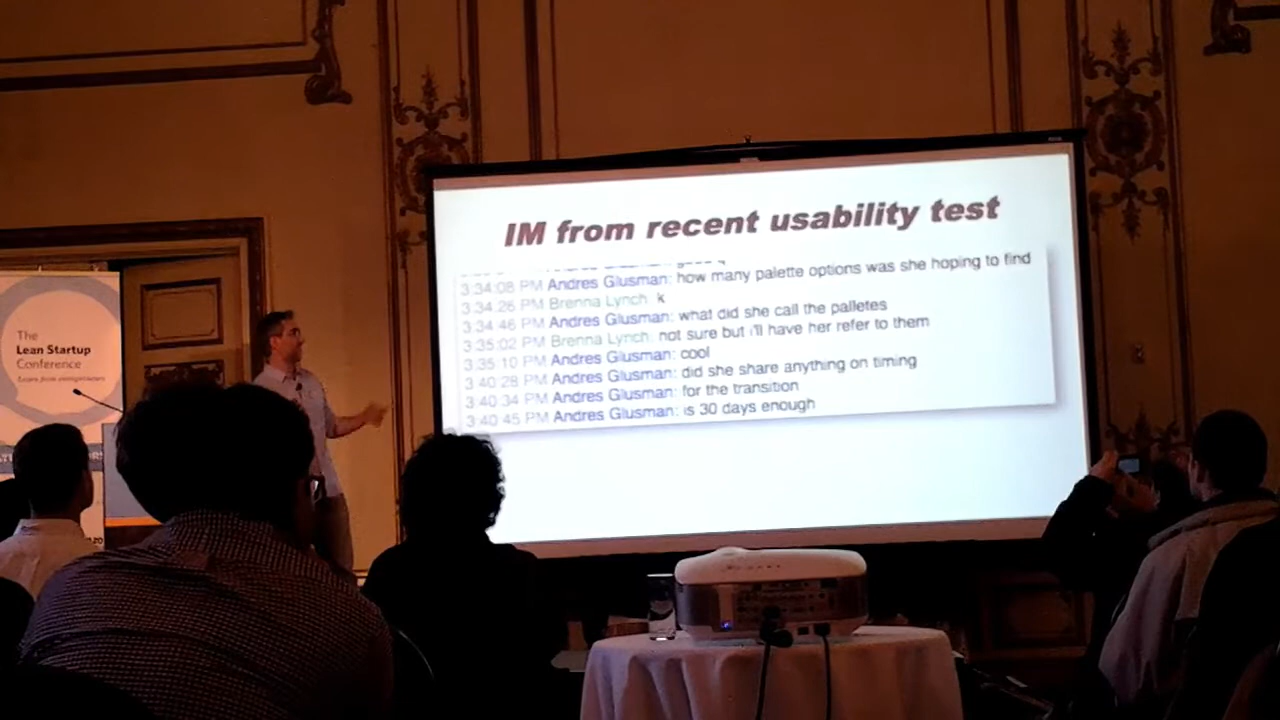 The
Lean Startup
Conference
IM from recent usability test
3:34:08 PM Andres Glusman: how many palette options was she hoping to find
3:34:26 PM Brenna Lynch: k
3:34:46 PM Andres Glusman: what did she call the palletes
3:35:02 PM Brenna Lynch: not sure but i'll have her refer to them
3:35:10 PM Andres Glusman: cool
3:40:28 PM Andres Glusman: did she share anything on timing
3:40:34 PM Andres Glusman: for the transition
3:40:45 PM Andres Glusman: is 30 days enough